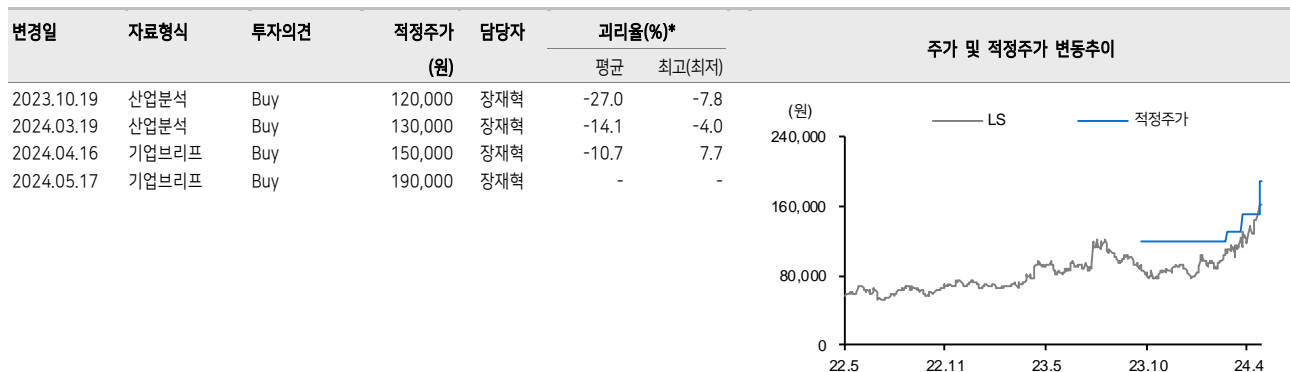 변경일 자료형식 투자의견 적정주가 담당자 괴리율(%)* 주가 및 적정주가 변동추이
(원) 평균 최고(최저)
2023.10.19 산업분석 Buy 120,000 장재혁 -27.0 -7.8
2024.03.19 산업분석 Buy 130,000 장재혁 -14.1 -4.0
2024.04.16 기업브리프 Buy 150,000 장재혁 -10.7 7.7
2024.05.17 기업브리프 Buy 190,000 장재혁 - -
(원)
LS 적정주가
240,000
160,000
80,000
0
22.5 22.11 23.5 23.10 24.4